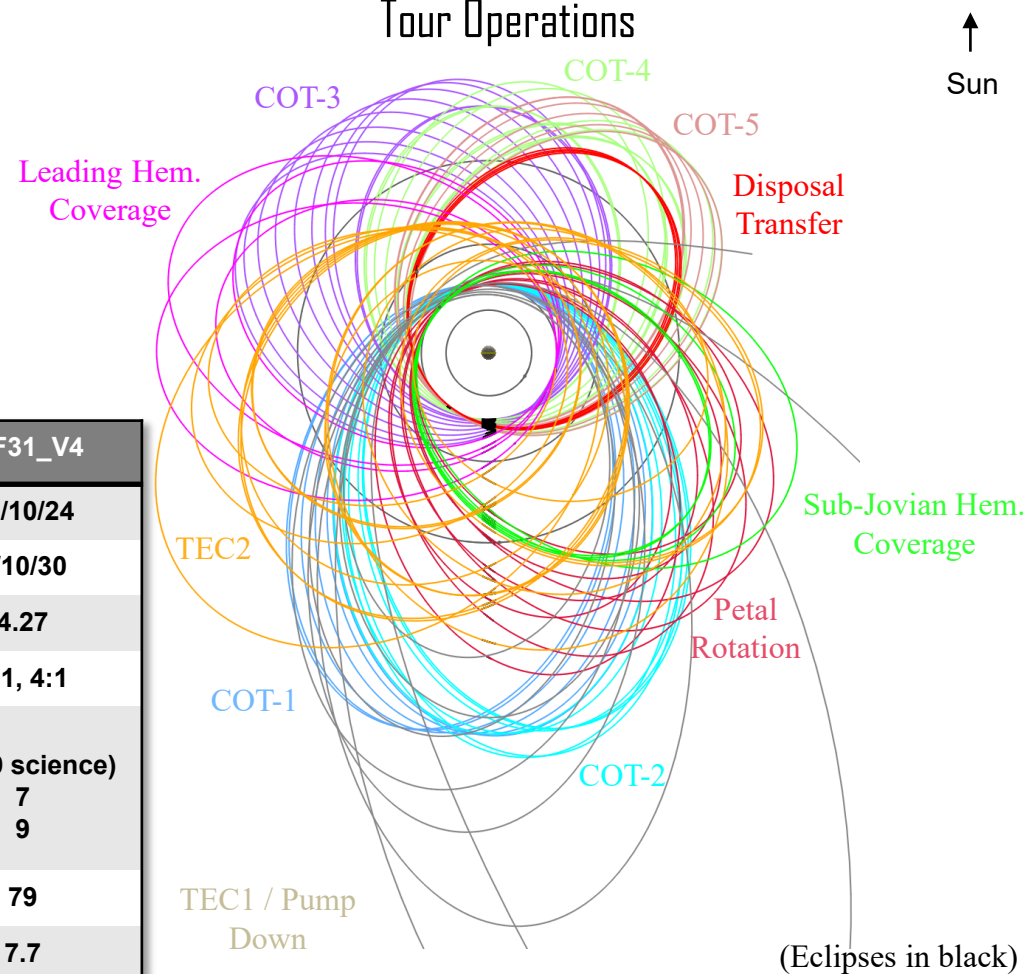 Tour Operations
Sun
COT-3
COT-4
COT-5
Leading Hem.
Coverage
Disposal
Transfer
F31_V4
/10/24
/10/30
4.27
1, 4:1
science)
7
9
79
7.7
TEC2
Sub-Jovian Hem.
Coverage
Petal
Rotation
COT-1
COT-2
TEC1 / Pump
Down
(Eclipses in black)